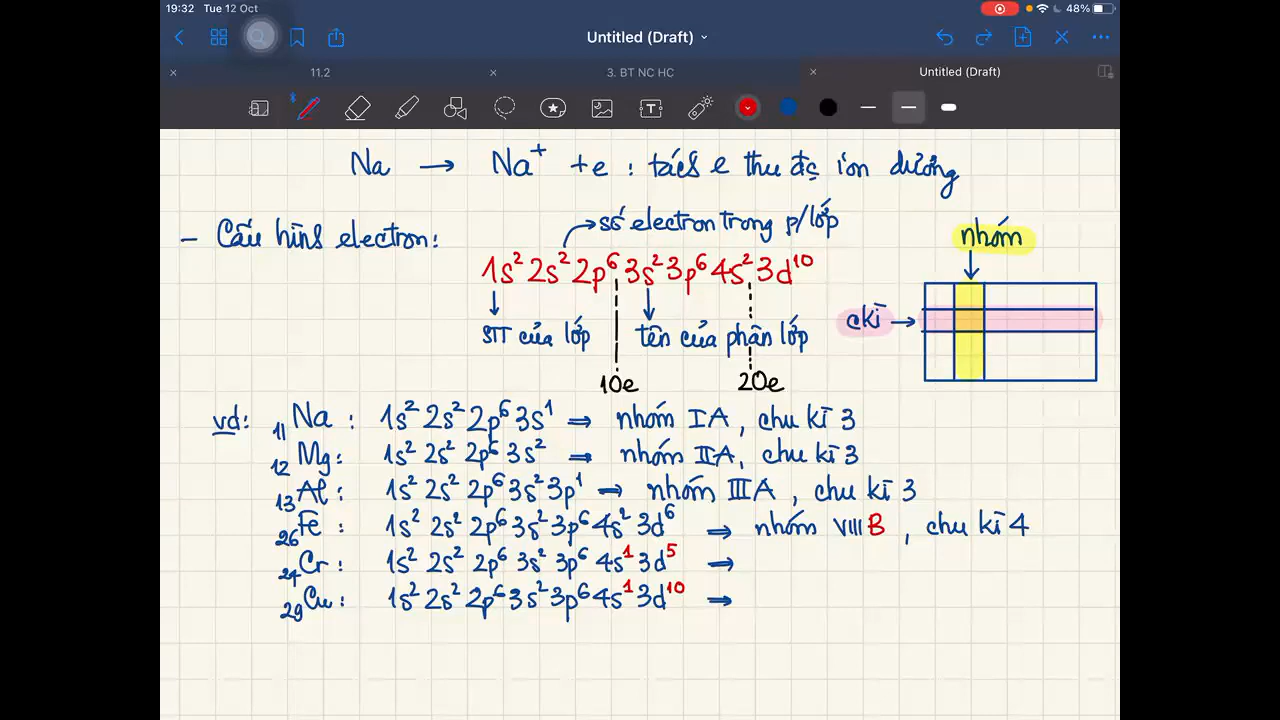 19:32 Tue 12 Oct 48%
Untitled (Draft)
11.2 3. BT NC HC Untitled (Draft)
Na → Na⁺ + e : tách e thu đc ion dương
số electron trong p/lớp
- Cấu hình electron:
nhóm
1s² 2s² 2p⁶ 3s² 3p⁶ 4s² 3d¹⁰
ckì →
STT của lớp tên của phân lớp
10e 20e
vd: ₁₁Na : 1s² 2s² 2p⁶ 3s¹ ⇒ nhóm IA, chu kì 3
₁₂Mg: 1s² 2s² 2p⁶ 3s² ⇒ nhóm IIA, chu kì 3
₁₃Al: 1s² 2s² 2p⁶ 3s² 3p¹ ⇒ nhóm IIIA, chu kì 3
₂₆Fe: 1s² 2s² 2p⁶ 3s² 3p⁶ 4s² 3d⁶ ⇒ nhóm VIIIB, chu kì 4
₂₄Cr: 1s² 2s² 2p⁶ 3s² 3p⁶ 4s¹ 3d⁵ ⇒
₂₉Cu: 1s² 2s² 2p⁶ 3s² 3p⁶ 4s¹ 3d¹⁰ ⇒